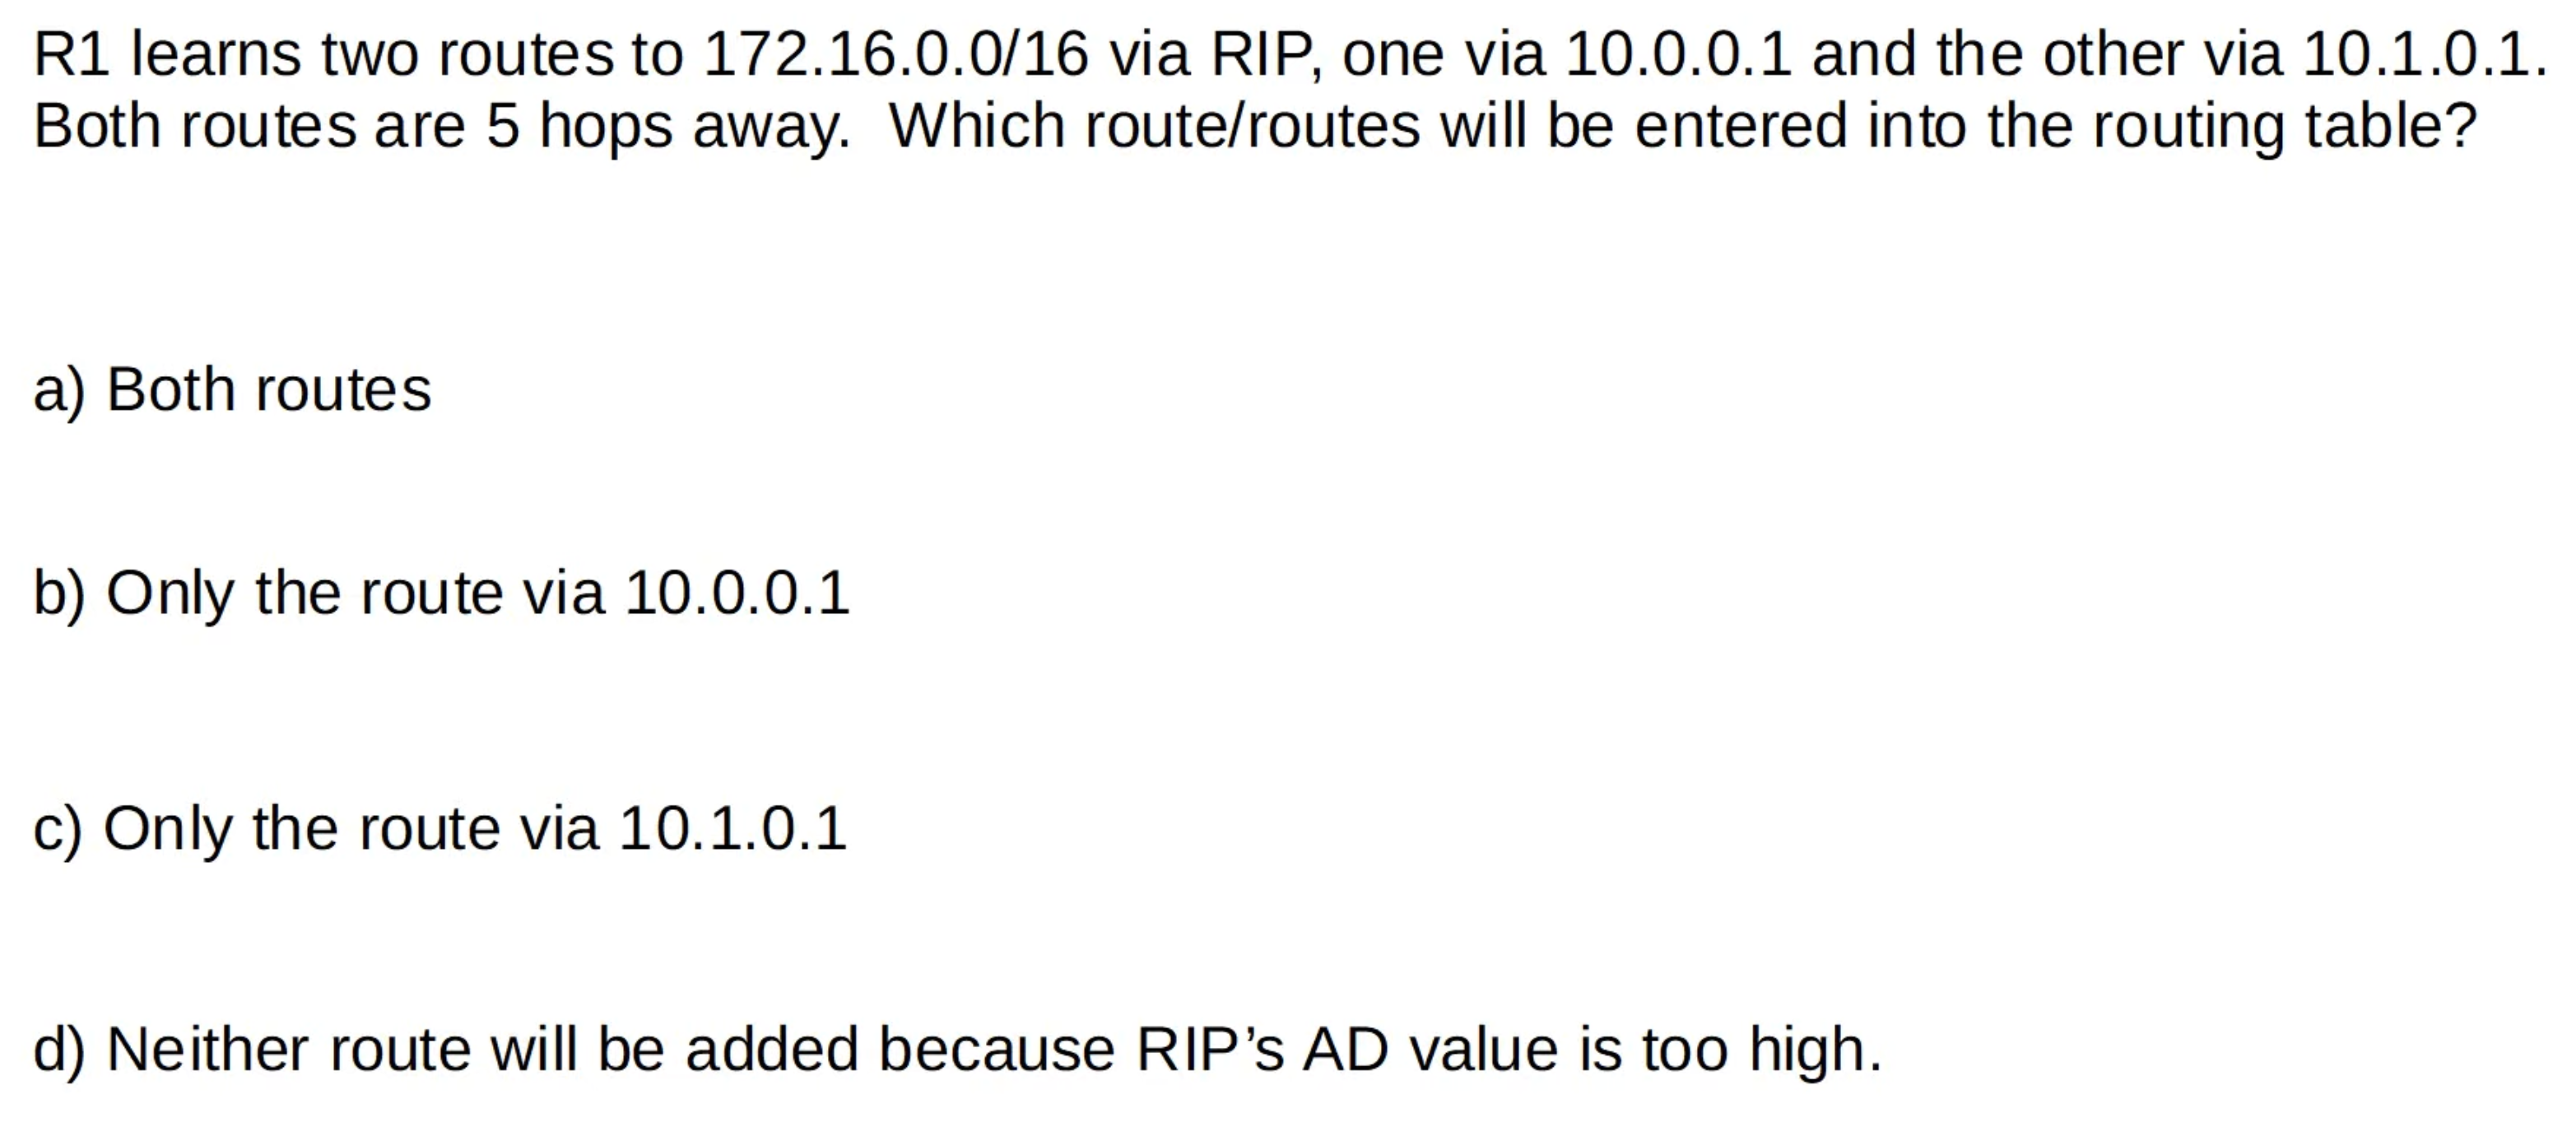 R1 learns two routes to 172.16.0.0/16 via RIP, one via 10.0.0.1 and the other via 10.1.0.1.
Both routes are 5 hops away.  Which route/routes will be entered into the routing table?
a) Both routes
b) Only the route via 10.0.0.1
c) Only the route via 10.1.0.1
d) Neither route will be added because RIP’s AD value is too high.